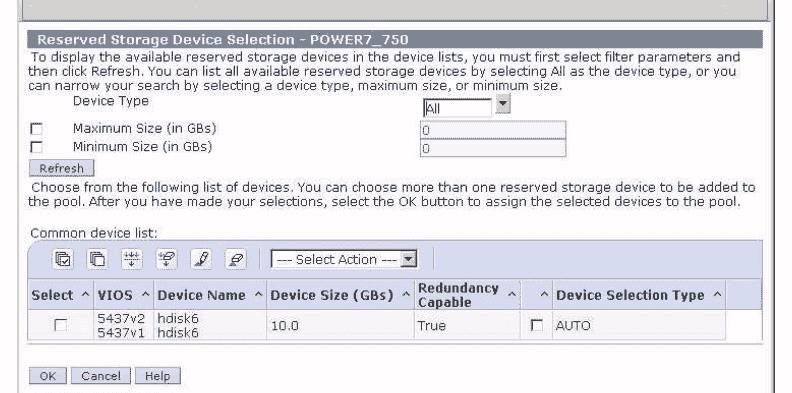 Reserved Storage Device Selection - POWER7_750
To display the available reserved storage devices in the device lists, you must first select filter parameters and
then click Refresh. You can list all available reserved storage devices by selecting All as the device type, or you
can narrow your search by selecting a device type, maximum size, or minimum size.
Device Type All
Maximum Size (in GBs) 0
Minimum Size (in GBs) 0
Refresh
Choose from the following list of devices. You can choose more than one reserved storage device to be added to
the pool. After you have made your selections, select the OK button to assign the selected devices to the pool.
Common device list:
--- Select Action ---
Select ^ VIOS ^ Device Name ^ Device Size (GBs) ^ Redundancy Capable ^ ^ Device Selection Type ^
5437v2 hdisk6
5437v1 hdisk6
10.0 True AUTO
OK Cancel Help